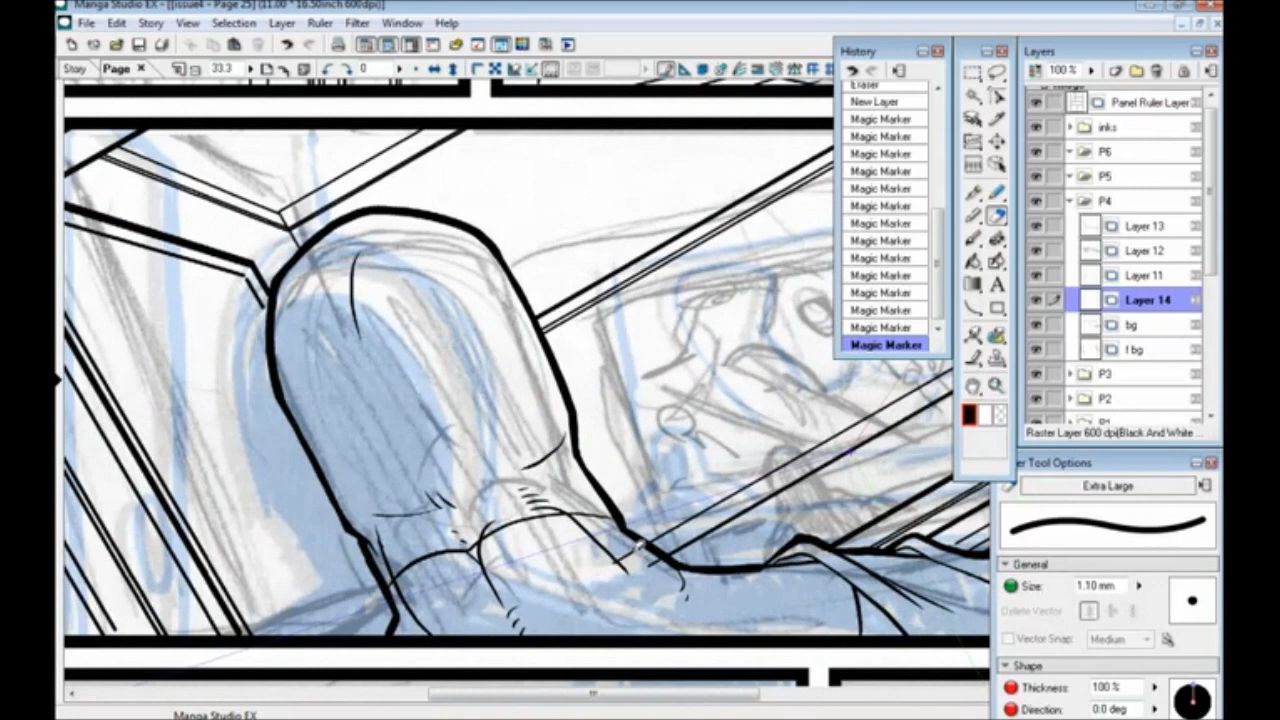 Manga Studio EX - [[issue4 - Page 25] (11.00 * 16.50inch 600dpi)]
File Edit Story View Selection Layer Ruler Filter Window Help
Story Page 33.3 0
History
Eraser
New Layer
Magic Marker
Magic Marker
Magic Marker
Magic Marker
Magic Marker
Magic Marker
Magic Marker
Magic Marker
Magic Marker
Magic Marker
Magic Marker
Magic Marker
Magic Marker
Magic Marker
Layers
100 %
Panel Ruler Layer
inks
P6
P5
P4
Layer 13
Layer 12
Layer 11
Layer 14
bg
f bg
P3
P2
Raster Layer 600 dpi(Black And White ...
er Tool Options
Extra Large
General
Size: 1.10 mm
Delete Vector
Vector Snap: Medium
Shape
Thickness: 100 %
Direction: 0.0 deg
Manga Studio EX